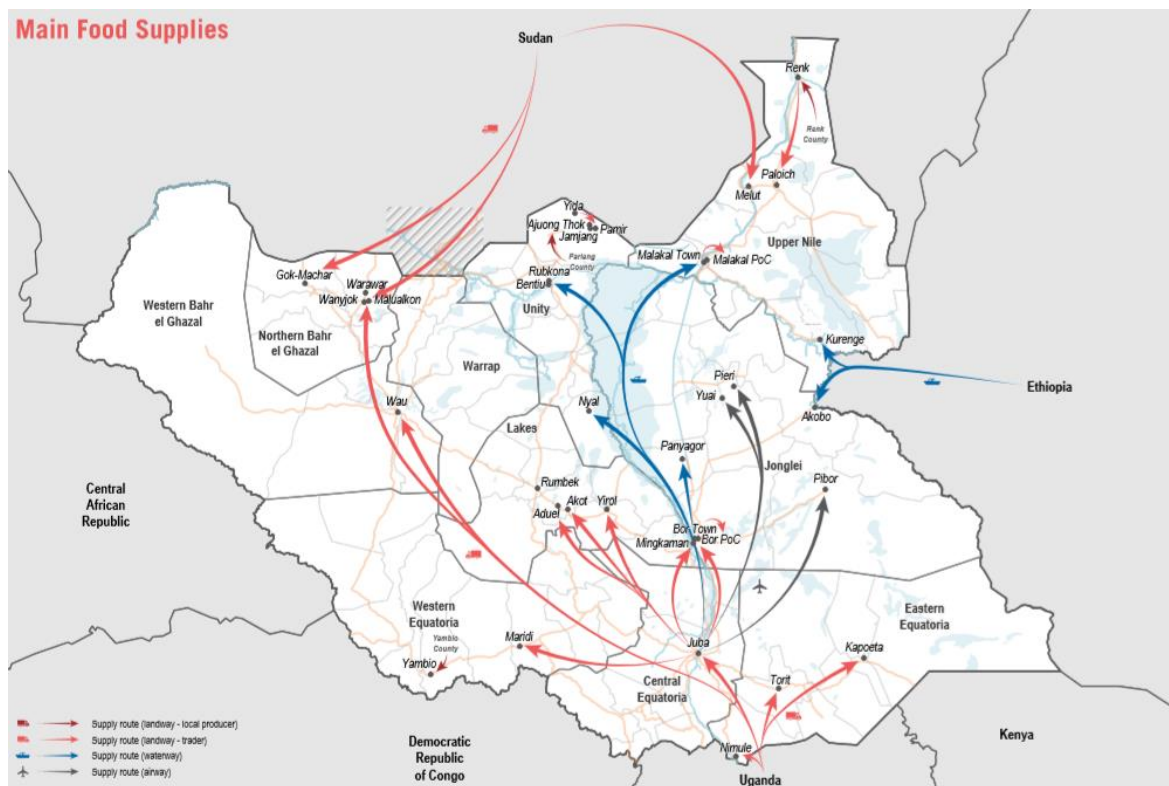 Main Food Supplies
Sudan
Renk
Renk
County
Paloich
Melut
Yida
Ajuong Thok
Jamjang
Pamir
Pariang
County
Malakal Town
Malakal PoC
Upper Nile
Gok-Machar
Warawar
Wanyjok
Malualkon
Rubkona
Bentiu
Unity
Western Bahr
el Ghazal
Northern Bahr
el Ghazal
Warrap
Kurenge
Ethiopia
Pieri
Yuai
Akobo
Wau
Nyal
Lakes
Panyagor
Jonglei
Central
African
Republic
Rumbek
Akot
Yirol
Aduel
Pibor
Bor Town
Bor PoC
Mingkaman
Western
Equatoria
Yambio
County
Yambio
Maridi
Juba
Eastern
Equatoria
Kapoeta
Torit
Central
Equatoria
Nimule
Uganda
Kenya
Democratic
Republic
of Congo
Supply route (landway - local producer)
Supply route (landway - trader)
Supply route (waterway)
Supply route (airway)